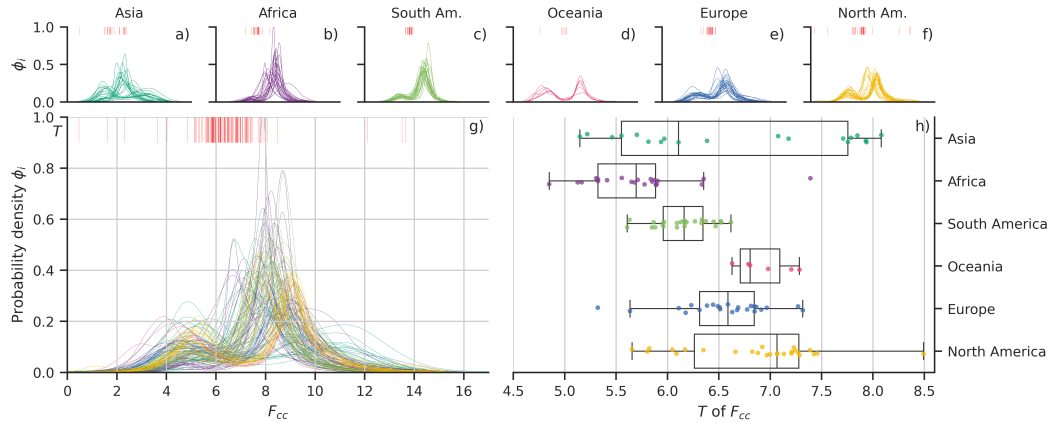 Asia Africa South Am. Oceania Europe North Am.
a) b) c) d) e) f)
1.0
0.5
0.0
ϕi
1.0
0.8
0.6
0.4
0.2
0.0
T
g)
Probability density ϕi
0 2 4 6 8 10 12 14 16
Fcc
h)
Asia
Africa
South America
Oceania
Europe
North America
4.5 5.0 5.5 6.0 6.5 7.0 7.5 8.0 8.5
T of Fcc